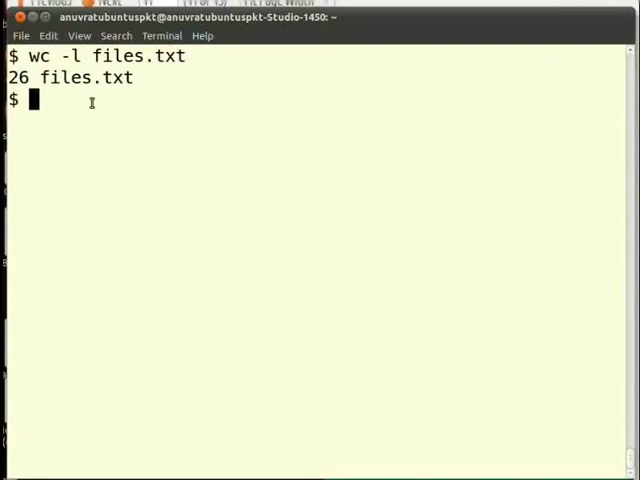 anuvratubuntuspkt@anuvratubuntuspkt-Studio-1450: ~
File Edit View Search Terminal Help
$ wc -l files.txt
26 files.txt
$